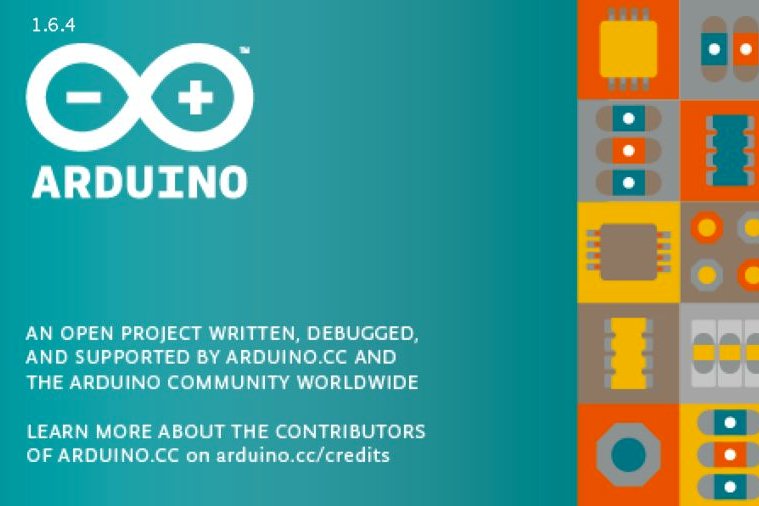 1.6.4
™
ARDUINO
AN OPEN PROJECT WRITTEN, DEBUGGED,
AND SUPPORTED BY ARDUINO.CC AND
THE ARDUINO COMMUNITY WORLDWIDE
LEARN MORE ABOUT THE CONTRIBUTORS
OF ARDUINO.CC on arduino.cc/credits